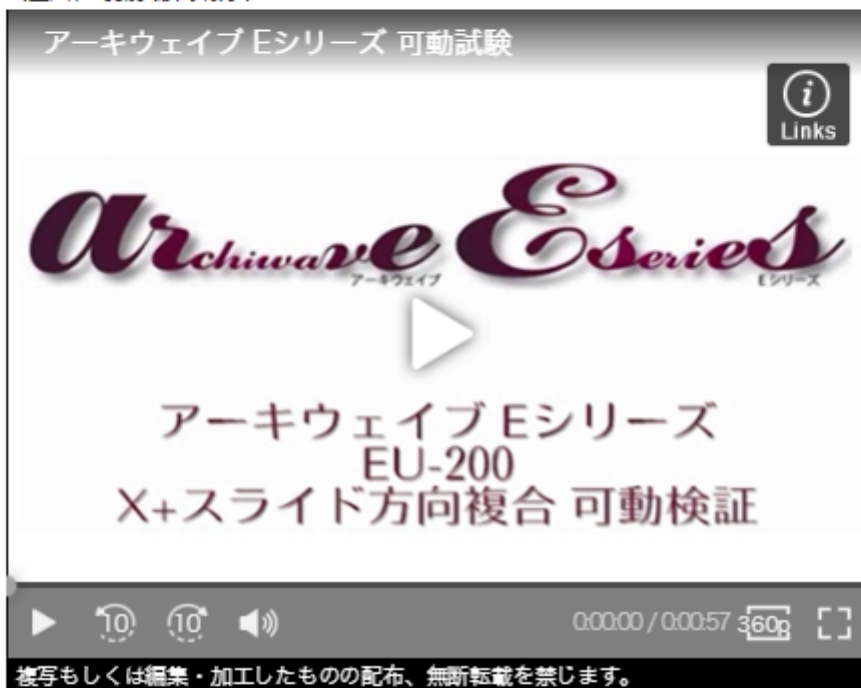 アーキウェイブ Eシリーズ 可動試験
i
Links
Archiwave ESeries
アーキウェイブ
Eシリーズ
アーキウェイブ Eシリーズ
EU-200
X+スライド方向複合 可動検証
10
10
0:00:00 / 0:00:57
360p
複写もしくは編集・加工したものの配布、無断転載を禁じます。